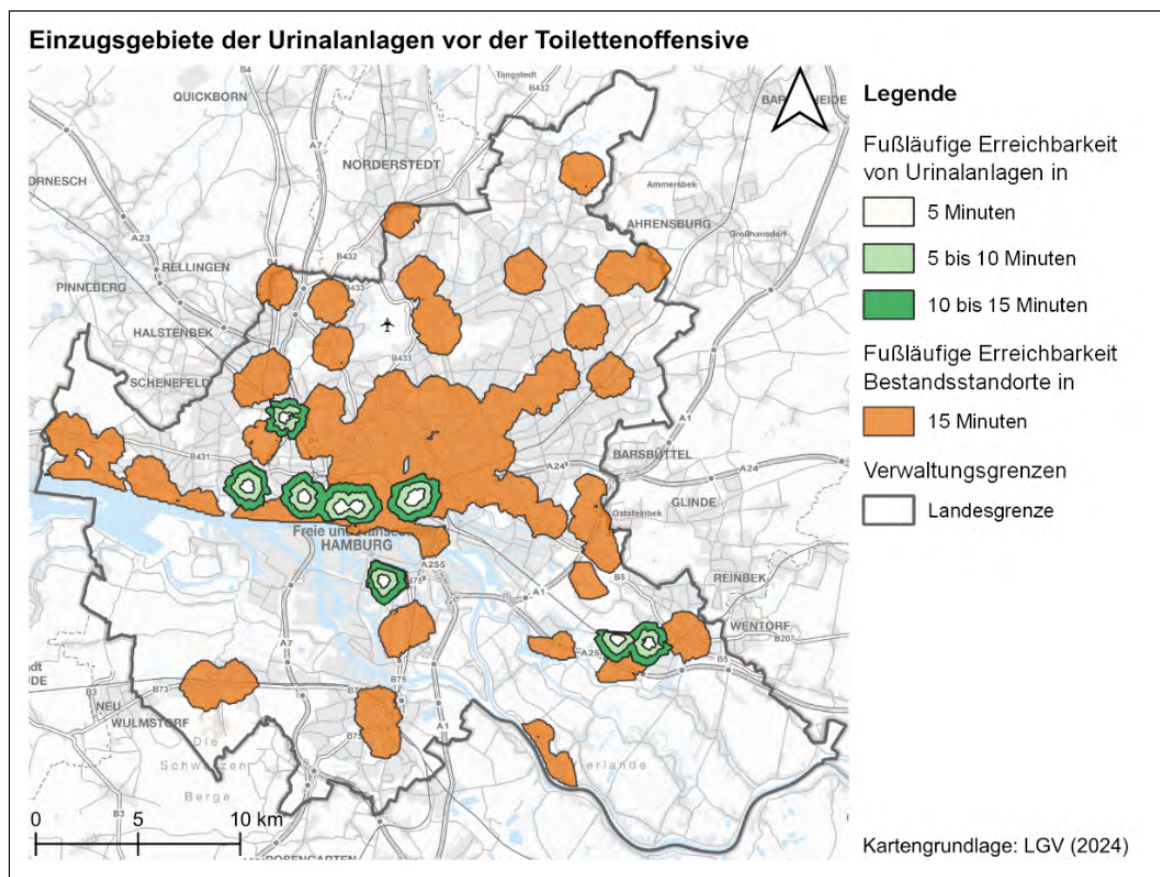 Einzugsgebiete der Urinalanlagen vor der Toilettenoffensive
Legende
Fußläufige Erreichbarkeit
von Urinalanlagen in
5 Minuten
5 bis 10 Minuten
10 bis 15 Minuten
Fußläufige Erreichbarkeit
Bestandsstandorte in
15 Minuten
Verwaltungsgrenzen
Landesgrenze
Kartengrundlage: LGV (2024)
B4
Tangstedt
B432
QUICKBORN
A7
NORDERSTEDT
ORNESCH
Ammersbek
AHRENSBURG
Großhansdorf
A23
B432
RELLINGEN
B433
PINNEBERG
HALSTENBEK
B433
SCHENEFELD
A1
B431
BARSBÜTTEL
A24
A24
GLINDE
Oststeinbek
HAMBURG
A255
B5
REINBEK
A1
WENTORF
B207
A25
B5
A7
B75
B73
B3
NEU
WULMSTORF
A1
Die
Berge
B3
0 5 10 km
ROSENGARTEN